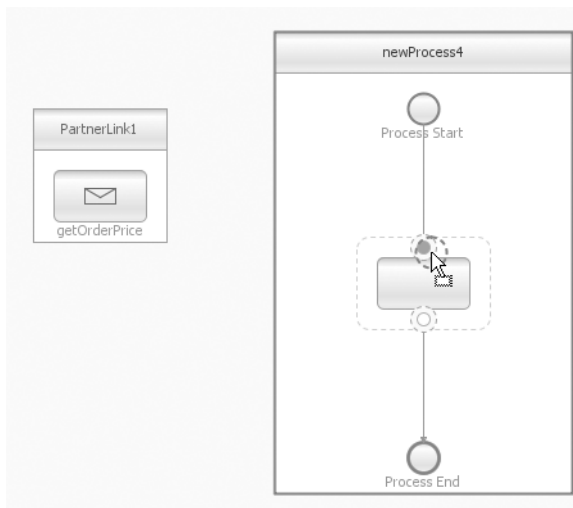 newProcess4
PartnerLink1
Process Start
getOrderPrice
Process End